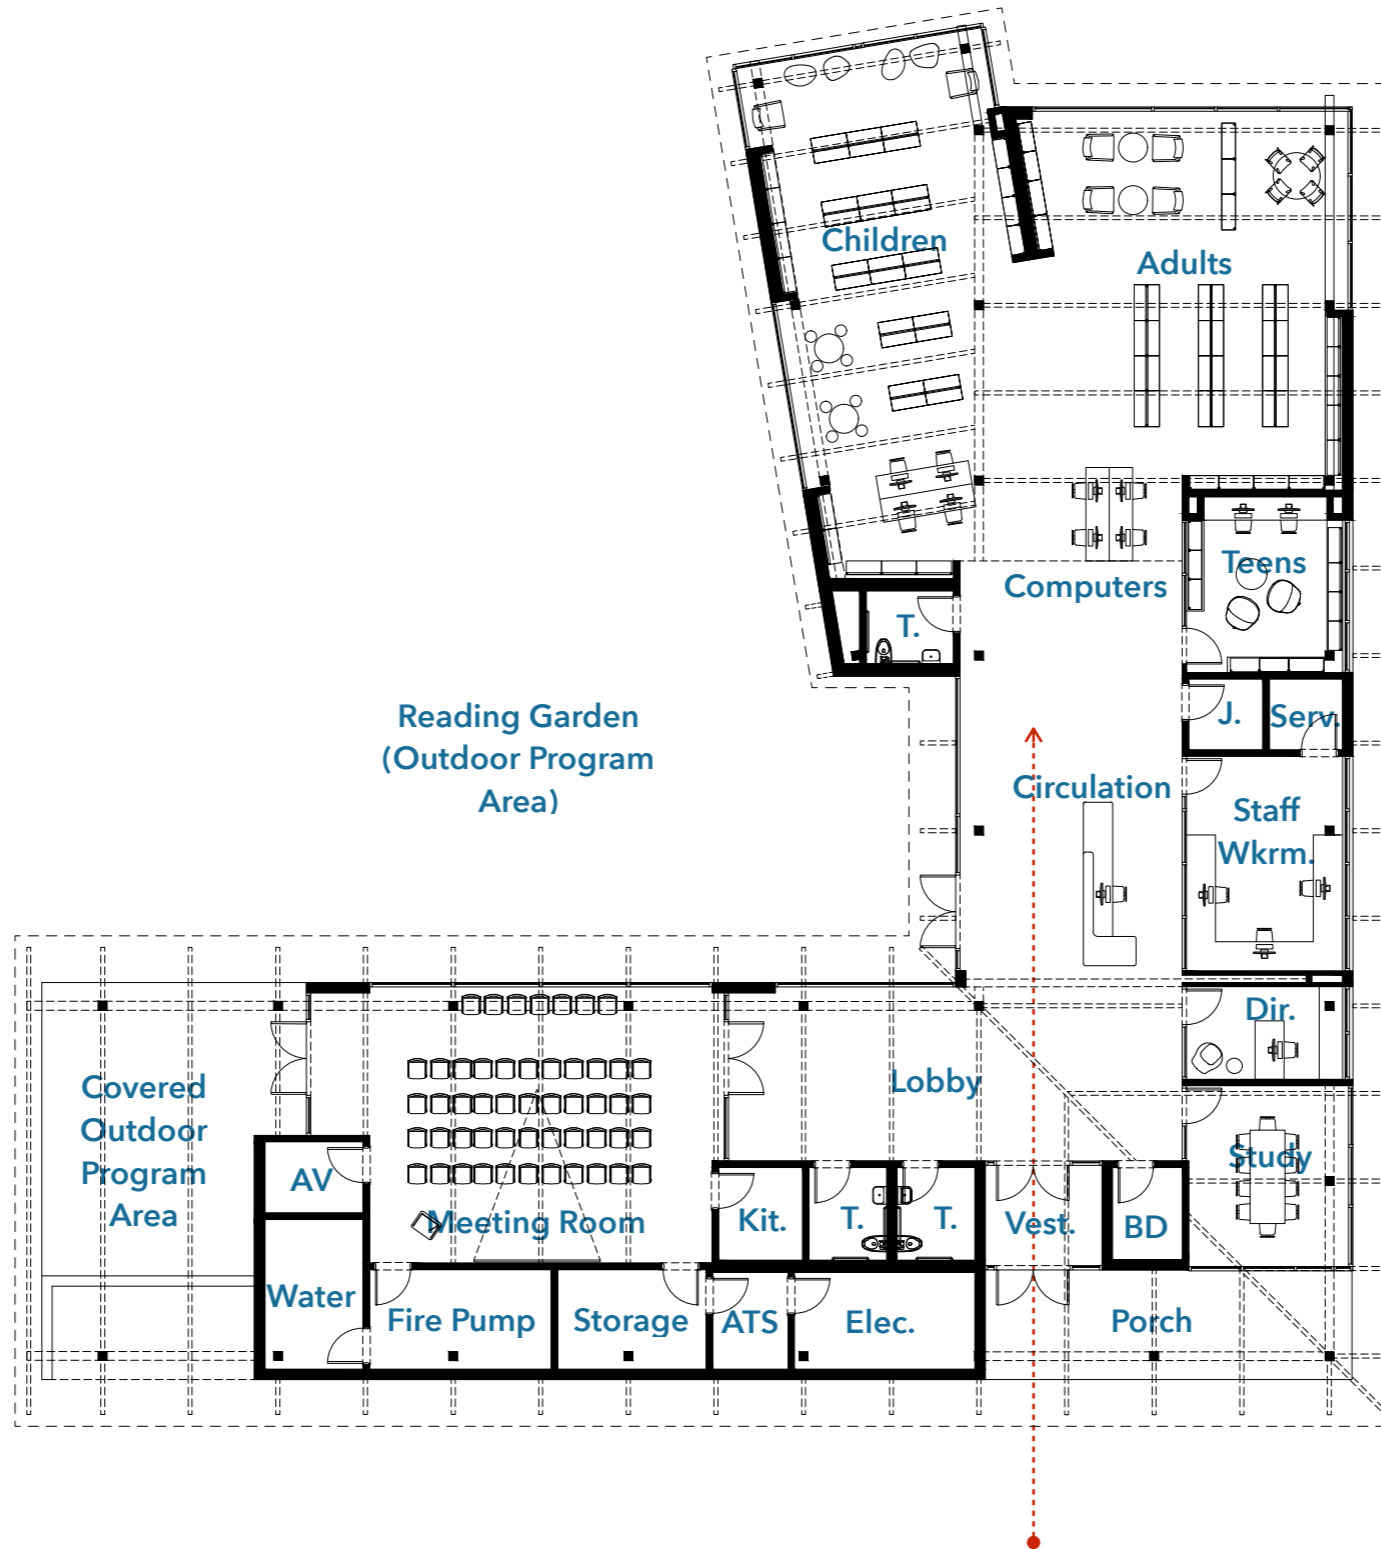 Children
Adults
Teens
Computers
T.
J.
Serv.
Reading Garden
(Outdoor Program
Area)
Circulation
Staff
Wkrm.
Dir.
Lobby
Covered
Outdoor
Program
Area
Study
AV
Meeting Room
Kit.
T.
T.
Vest.
BD
Water
Fire Pump
Storage
ATS
Elec.
Porch